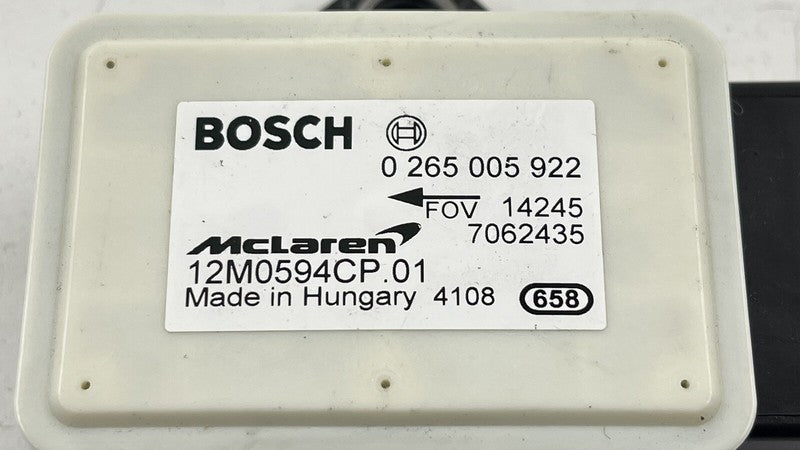 BOSCH
0 265 005 922
FOV 14245
7062435
McLaren
12M0594CP.01
Made in Hungary 4108 658